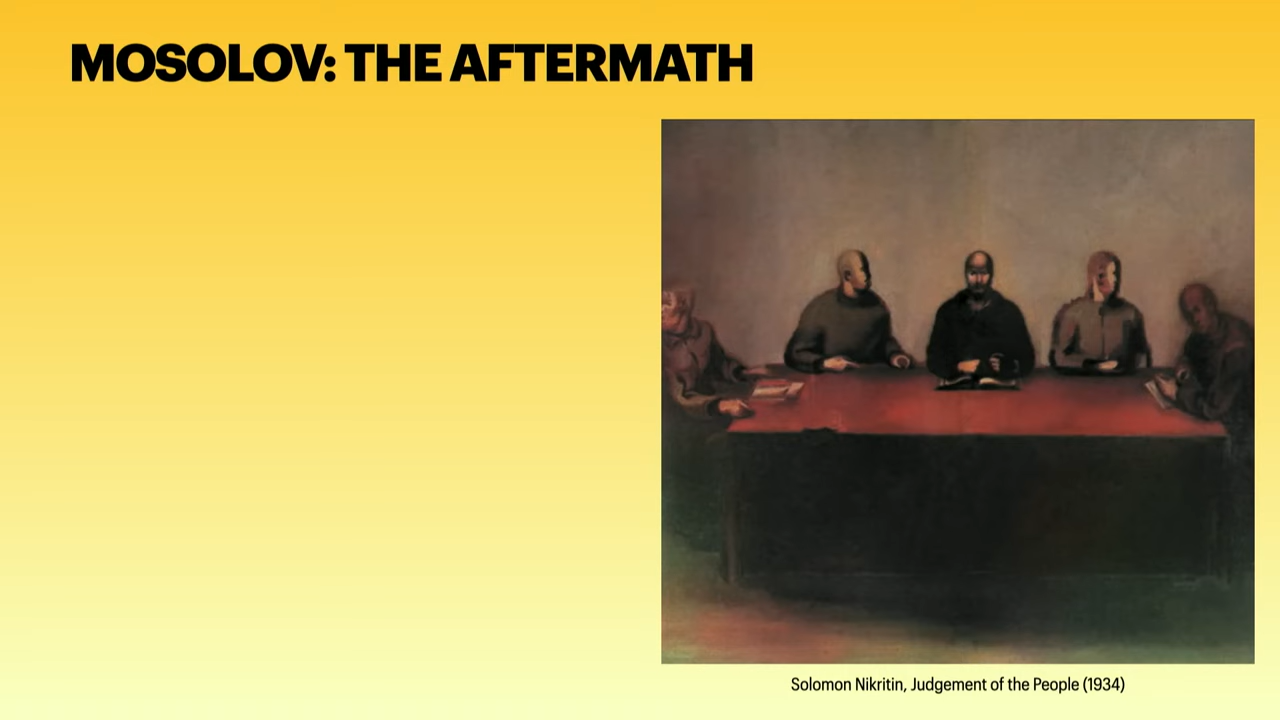 MOSOLOV: THE AFTERMATH
Solomon Nikritin, Judgement of the People (1934)